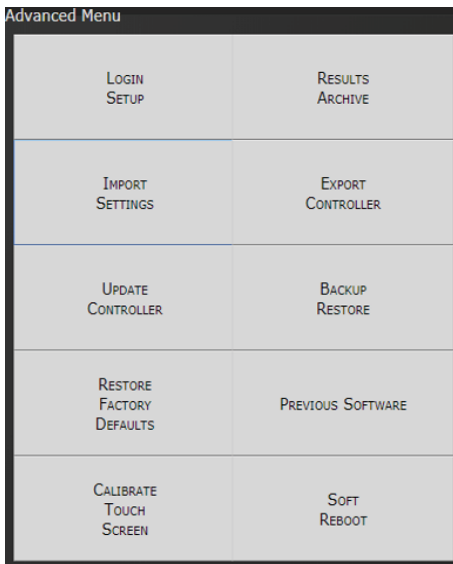 Advanced Menu
Login
Setup
Results
Archive
Import
Settings
Export
Controller
Update
Controller
Backup
Restore
Restore
Factory
Defaults
Previous Software
Calibrate
Touch
Screen
Soft
Reboot